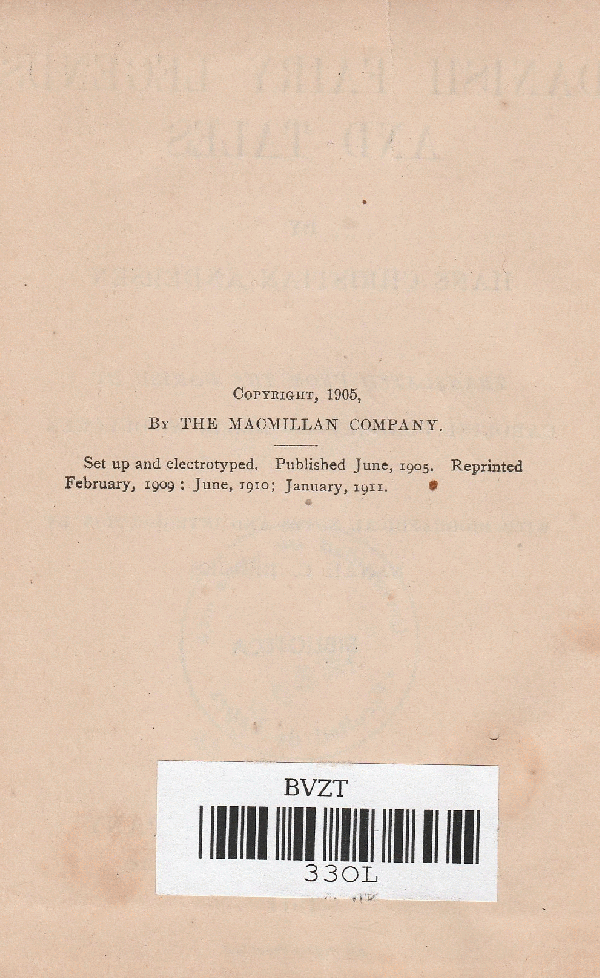 COPYRIGHT, 1905,
BY THE MACMILLAN COMPANY.
Set up and electrotyped. Published June, 1905. Reprinted
February, 1909; June, 1910; January, 1911.
BVZT
33OL